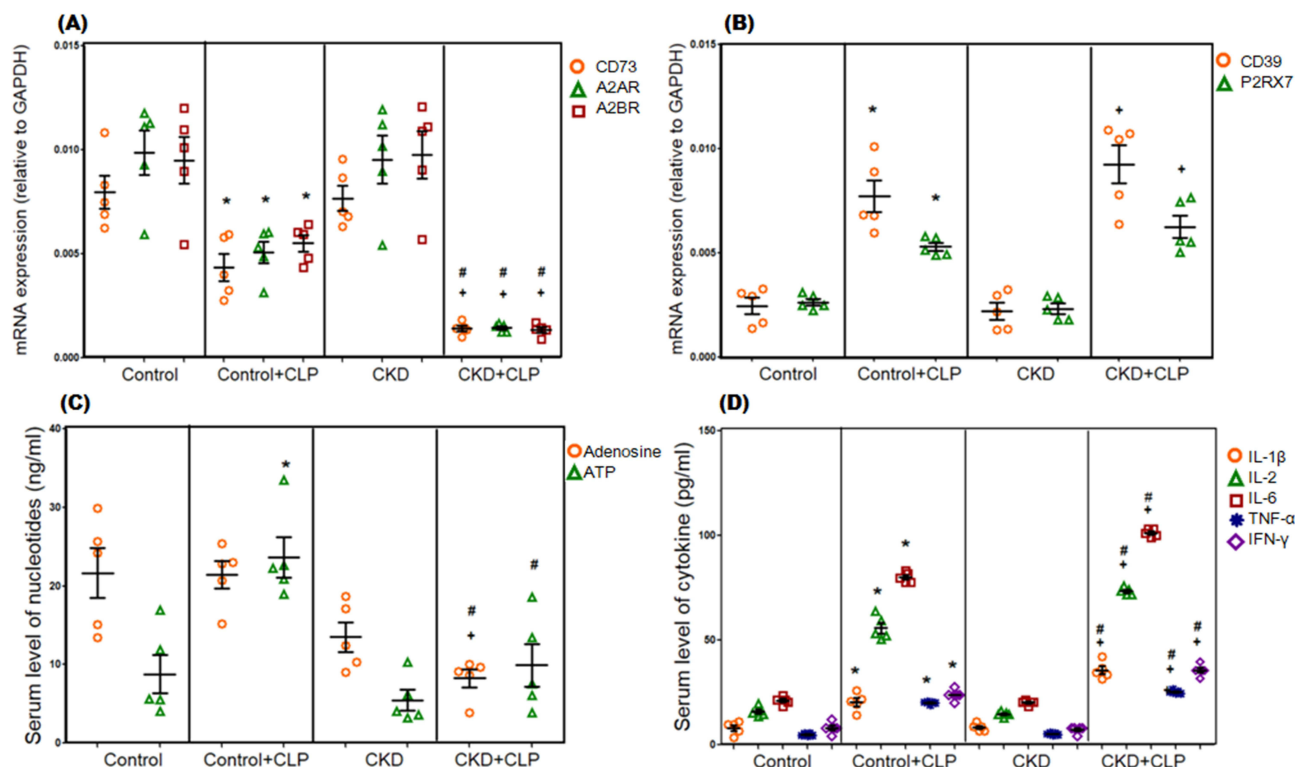 (A)
mRNA expression (relative to GAPDH)
0.015
0.010
0.005
0.000
CD73
A2AR
A2BR
* * *
# # #
+ + +
Control Control+CLP CKD CKD+CLP
(B)
mRNA expression (relative to GAPDH)
0.015
0.010
0.005
0.000
CD39
P2RX7
* *
+ +
Control Control+CLP CKD CKD+CLP
(C)
Serum level of nucleotides (ng/ml)
40
30
20
10
0
Adenosine
ATP
*
# #
+
Control Control+CLP CKD CKD+CLP
(D)
Serum level of cytokine (pg/ml)
150
100
50
0
IL-1β
IL-2
IL-6
TNF-α
IFN-γ
* * * * *
# # # # #
+ + + + +
Control Control+CLP CKD CKD+CLP